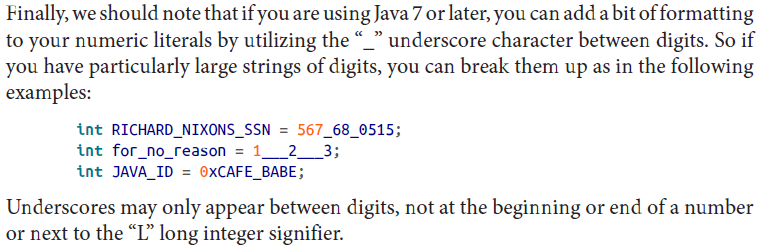 Finally, we should note that if you are using Java 7 or later, you can add a bit of formatting
to your numeric literals by utilizing the “_” underscore character between digits. So if
you have particularly large strings of digits, you can break them up as in the following
examples:
int RICHARD_NIXONS_SSN = 567_68_0515;
int for_no_reason = 1___2___3;
int JAVA_ID = 0xCAFE_BABE;
Underscores may only appear between digits, not at the beginning or end of a number
or next to the “L” long integer signifier.